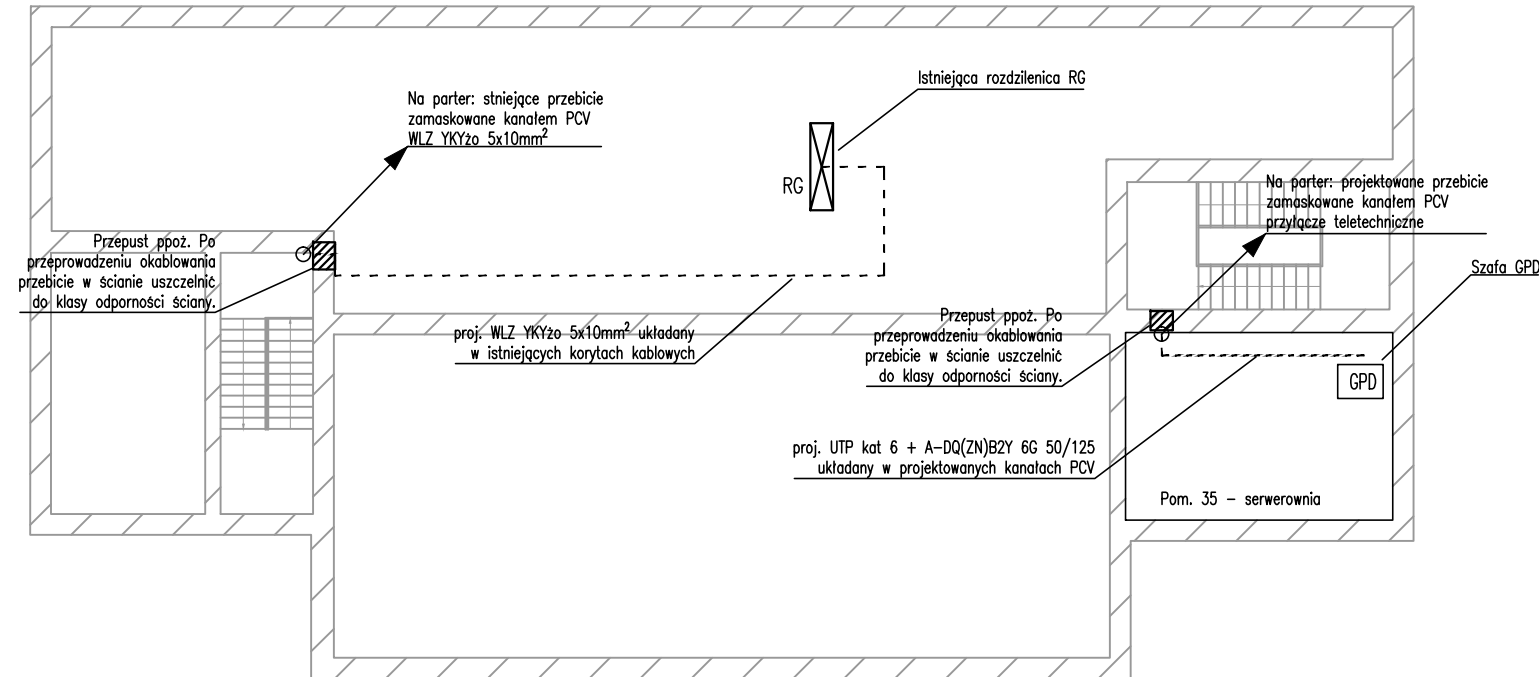 Istniejąca rozdzilenica RG
Na parter: stniejące przebicie
zamaskowane kanałem PCV
WLZ YKYżo 5x10mm²
RG
Na parter: projektowane przebicie
zamaskowane kanałem PCV
przyłącze teletechniczne
Przepust ppoż. Po
przeprowadzeniu okablowania
przebicie w ścianie uszczelnić
do klasy odporności ściany.
Szafa GPD
proj. WLZ YKYżo 5x10mm² układany
w istniejących korytach kablowych
Przepust ppoż. Po
przeprowadzeniu okablowania
przebicie w ścianie uszczelnić
do klasy odporności ściany.
GPD
proj. UTP kat 6 + A-DQ(ZN)B2Y 6G 50/125
układany w projektowanych kanałach PCV
Pom. 35 - serwerownia